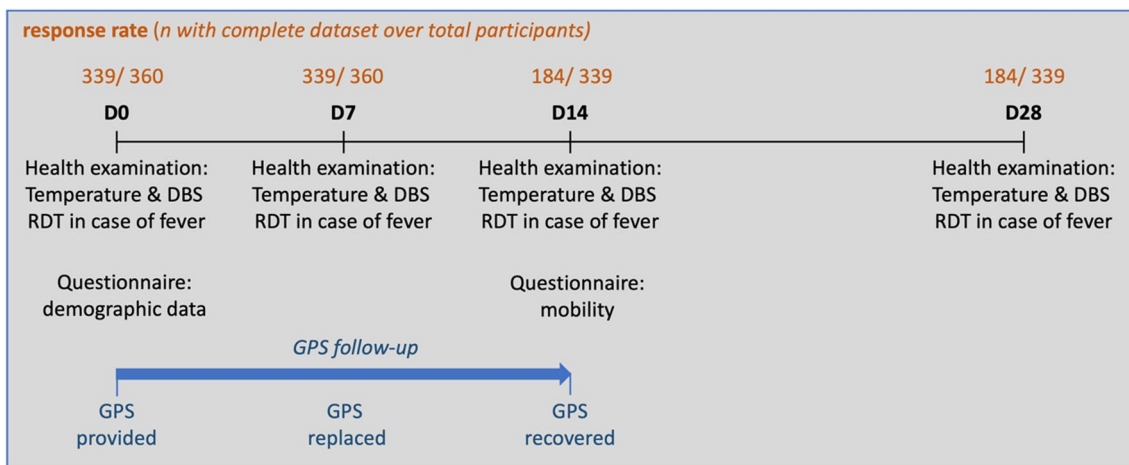 response rate (n with complete dataset over total participants)
339/ 360 339/ 360 184/ 339 184/ 339
D0 D7 D14 D28
Health examination: Health examination: Health examination: Health examination:
Temperature & DBS Temperature & DBS Temperature & DBS Temperature & DBS
RDT in case of fever RDT in case of fever RDT in case of fever RDT in case of fever
Questionnaire: Questionnaire:
demographic data mobility
GPS follow-up
GPS GPS GPS
provided replaced recovered